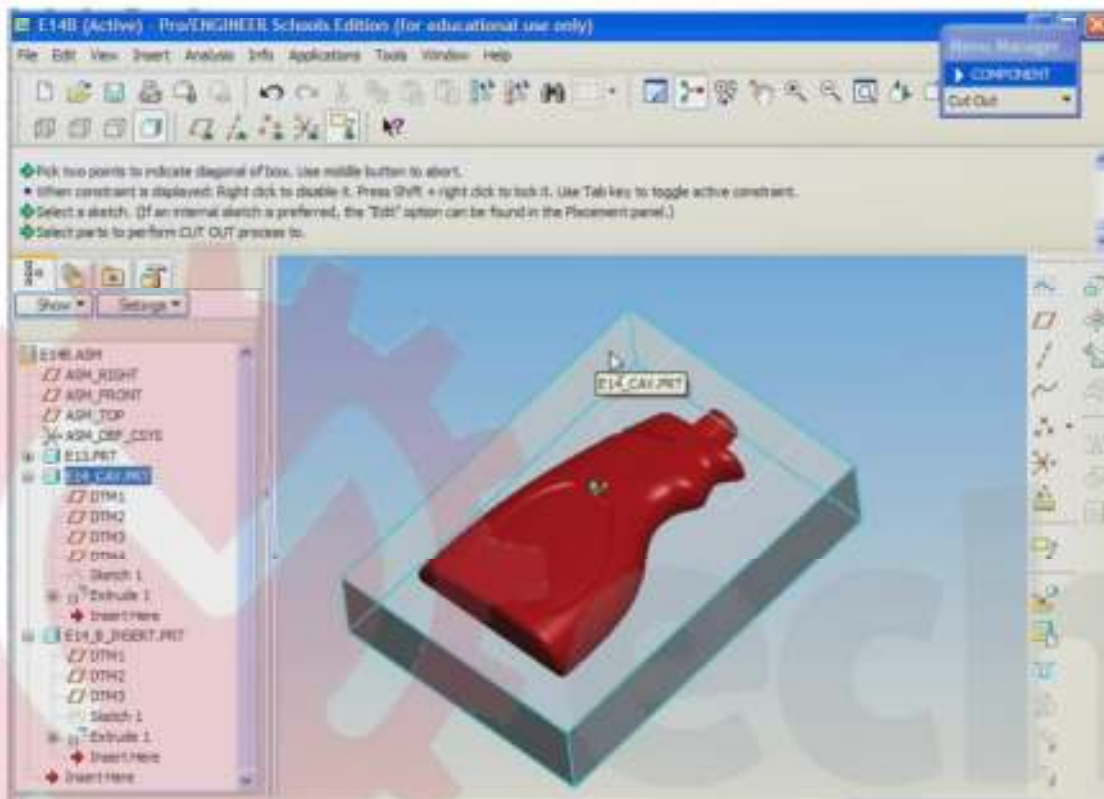 E14B (Active) - Pro/ENGINEER Schools Edition (for educational use only)
File Edit View Insert Analysis Info Applications Tools Window Help
Menu Manager
COMPONENT
Cut Out
Pick two points to indicate diagonal of box. Use middle button to abort.
When constraint is displayed: Right click to disable it. Press Shift + right click to lock it. Use Tab key to toggle active constraint.
Select a sketch. (If an internal sketch is preferred, the "Edit" option can be found in the Placement panel.)
Select parts to perform CUT OUT process to.
Show Settings
E14B.ASM
ASM_RIGHT
ASM_FRONT
ASM_TOP
ASM_DEF_CSYS
E13.PRT
E14_CAV.PRT
DTM1
DTM2
DTM3
DTM4
Sketch 1
Extrude 1
Insert Here
E14_B_INSERT.PRT
DTM1
DTM2
DTM3
Sketch 1
Extrude 1
Insert Here
Insert Here
E14_CAV.PRT